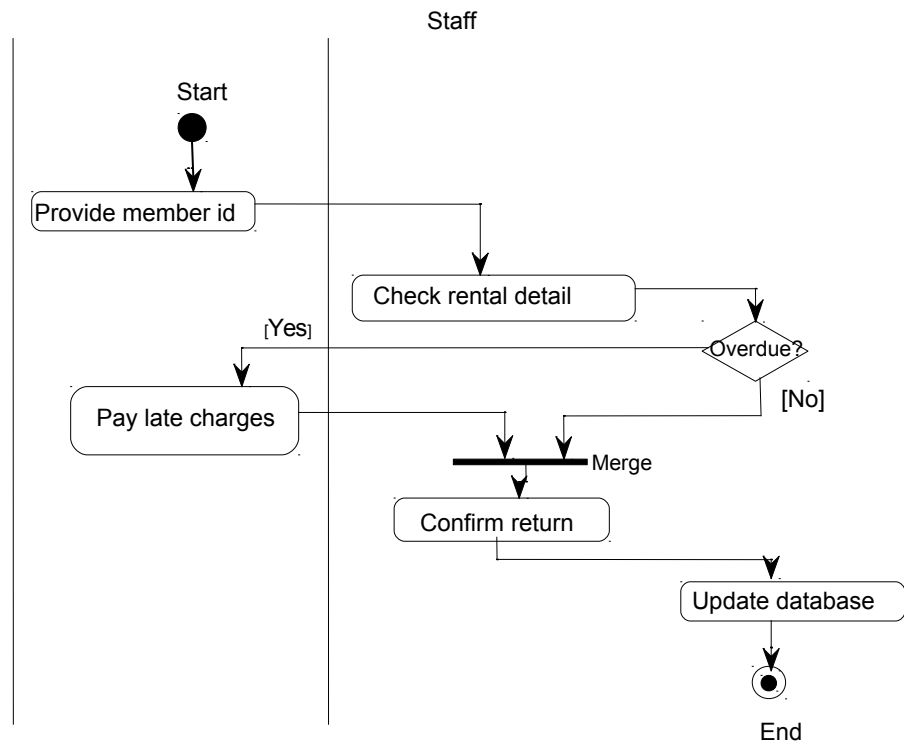 Staff
Start
Provide member id
Check rental detail
[Yes]
Overdue?
Pay late charges
[No]
Merge
Confirm return
Update database
End